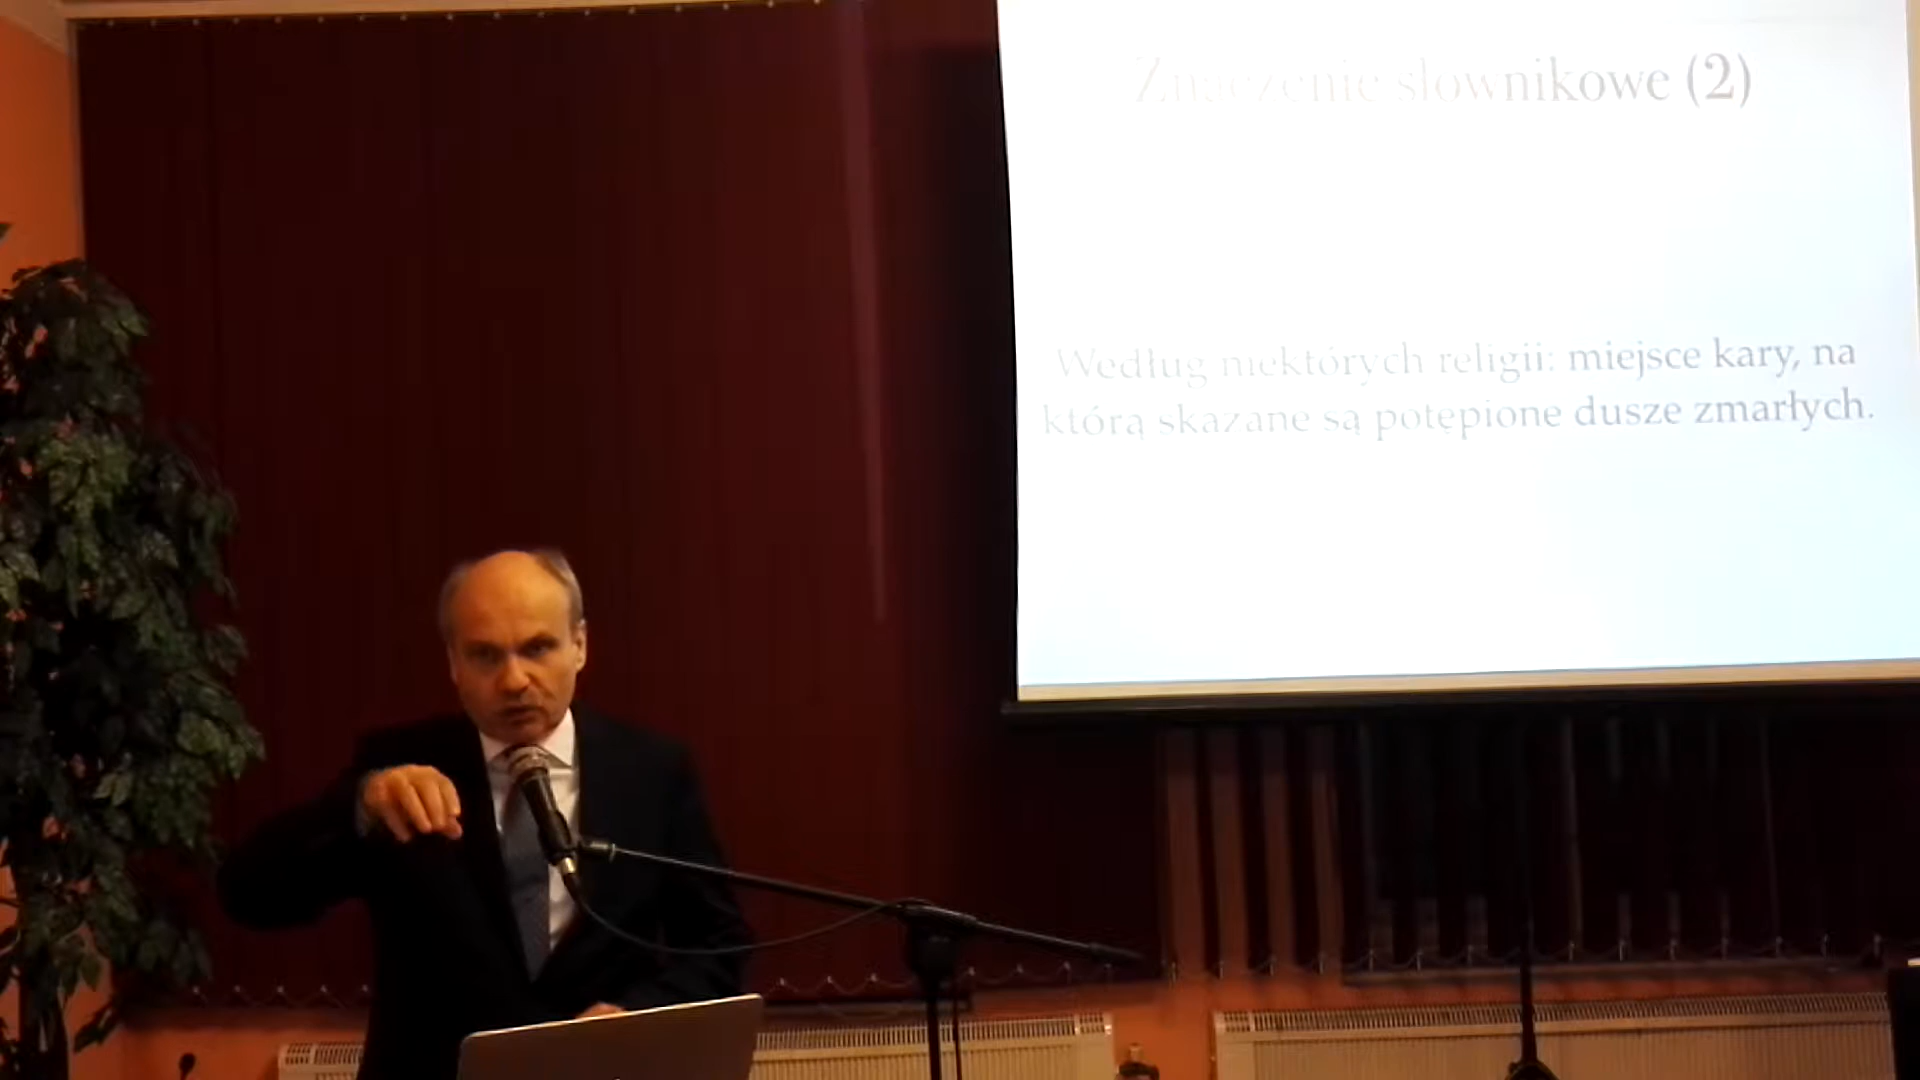 Znaczenie słownikowe (2)
Według niektórych religii: miejsce kary, na
którą skazane są potępione dusze zmarłych.